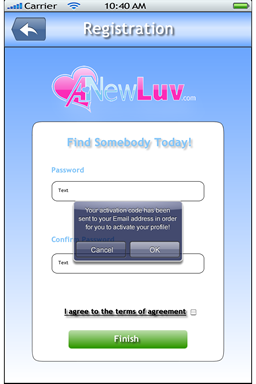 Carrier 10:40 AM
Registration
ANewLuv.com
Find Somebody Today!
Password
Text
Your activation code has been
sent to your Email address in order
for you to activate your profile!
Cancel OK
Text
I agree to the terms of agreement
Finish